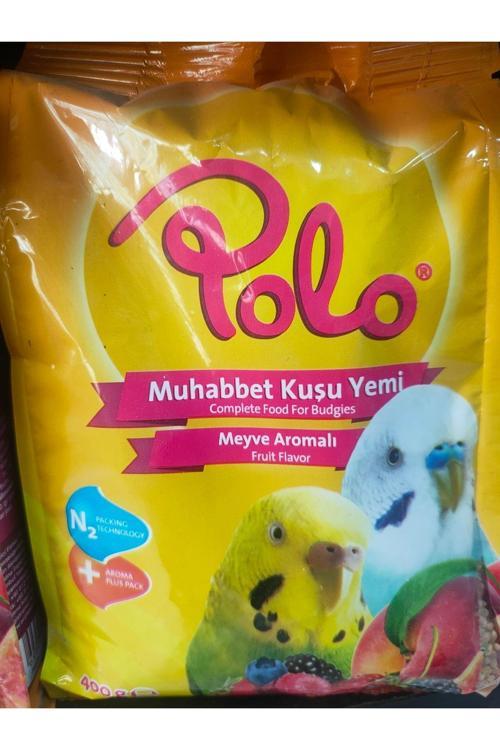 Polo®
Muhabbet Kuşu Yemi
Complete Food For Budgies
Meyve Aromalı
Fruit Flavor
N2 PACKING
TECHNOLOGY
+ AROMA
PLUS PACK
400 g